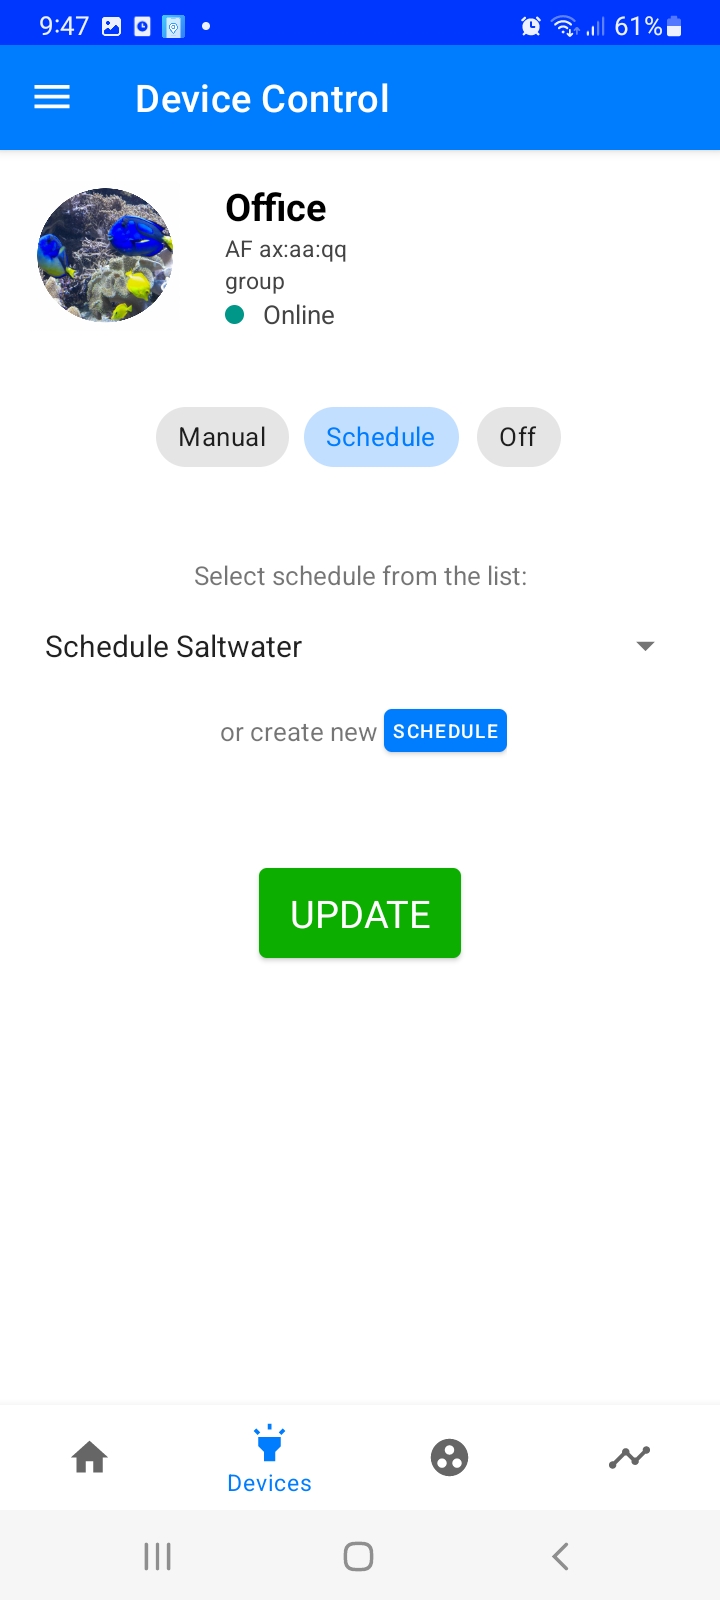 9:47 61%
Device Control
Office
AF ax:aa:qq
group
Online
Manual Schedule Off
Select schedule from the list:
Schedule Saltwater
or create new SCHEDULE
UPDATE
Devices